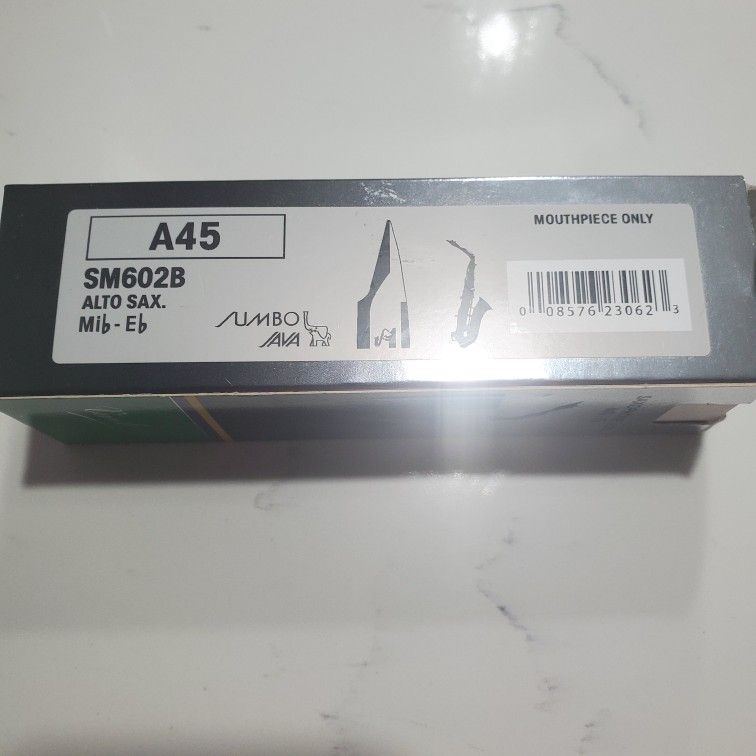 A45
SM602B
ALTO SAX.
Mib - Eb
JUMBO
JAVA
MOUTHPIECE ONLY
0 08576 23062 3